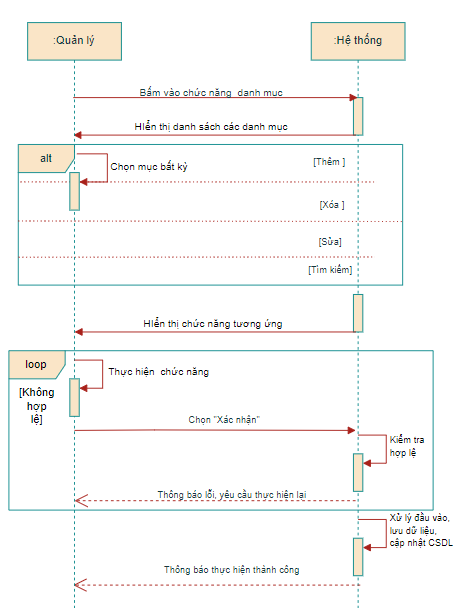 :Quản lý
:Hệ thống
Bấm vào chức năng danh mục
Hiển thị danh sách các danh mục
alt
[Thêm ]
Chọn mục bất kỳ
[Xóa ]
[Sửa]
[Tìm kiếm]
Hiển thị chức năng tương ứng
loop
Thực hiện chức năng
[Không
hợp
lệ]
Chọn "Xác nhận"
Kiểm tra
hợp lệ
Thông báo lỗi, yêu cầu thực hiện lại
Xử lý đầu vào,
lưu dữ liệu,
cập nhật CSDL
Thông báo thực hiện thành công